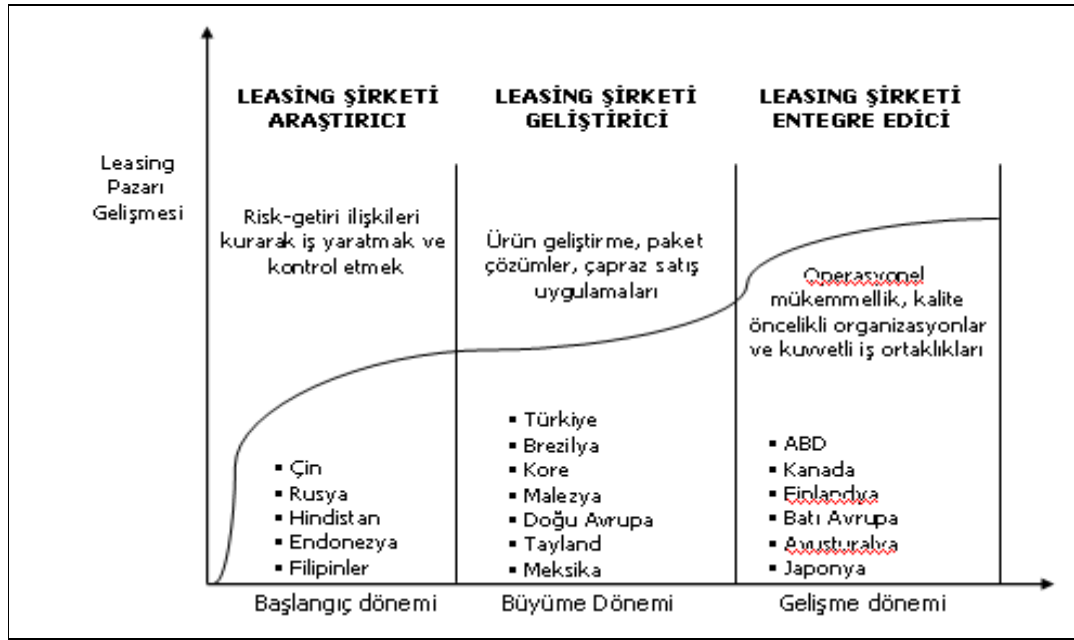 LEASİNG ŞİRKETİ
ARAŞTIRICI
LEASİNG ŞİRKETİ
GELİŞTİRİCİ
LEASİNG ŞİRKETİ
ENTEGRE EDİCİ
Leasing
Pazarı
Gelişmesi
Risk-getiri ilişkileri
kurarak iş yaratmak ve
kontrol etmek
Ürün geliştirme, paket
çözümler, çapraz satış
uygulamaları
Operasyonel
mükemmellik, kalite
öncelikli organizasyonlar
ve kuvvetli iş ortaklıkları
▪ Çin
▪ Rusya
▪ Hindistan
▪ Endonezya
▪ Filipinler
▪ Türkiye
▪ Brezilya
▪ Kore
▪ Malezya
▪ Doğu Avrupa
▪ Tayland
▪ Meksika
▪ ABD
▪ Kanada
▪ Finlandya
▪ Batı Avrupa
▪ Avusturalya
▪ Japonya
Başlangıç dönemi
Büyüme Dönemi
Gelişme dönemi